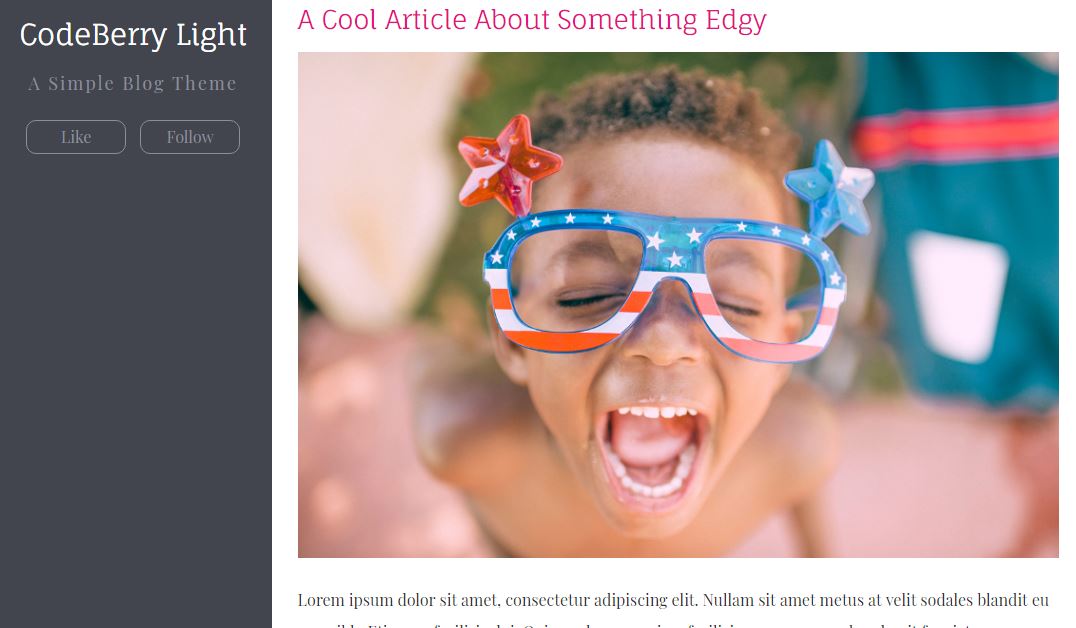 CodeBerry Light
A Simple Blog Theme
Like
Follow
A Cool Article About Something Edgy
Lorem ipsum dolor sit amet, consectetur adipiscing elit. Nullam sit amet metus at velit sodales blandit eu